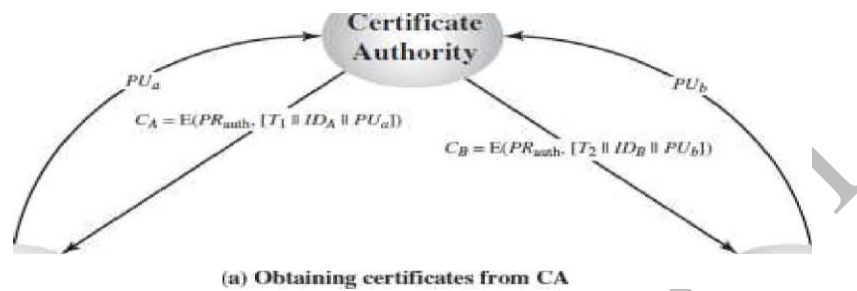 Certificate
Authority
PUa
PUb
CA = E(PRauth, [T1 || IDA || PUa])
CB = E(PRauth, [T2 || IDB || PUb])
(a) Obtaining certificates from CA